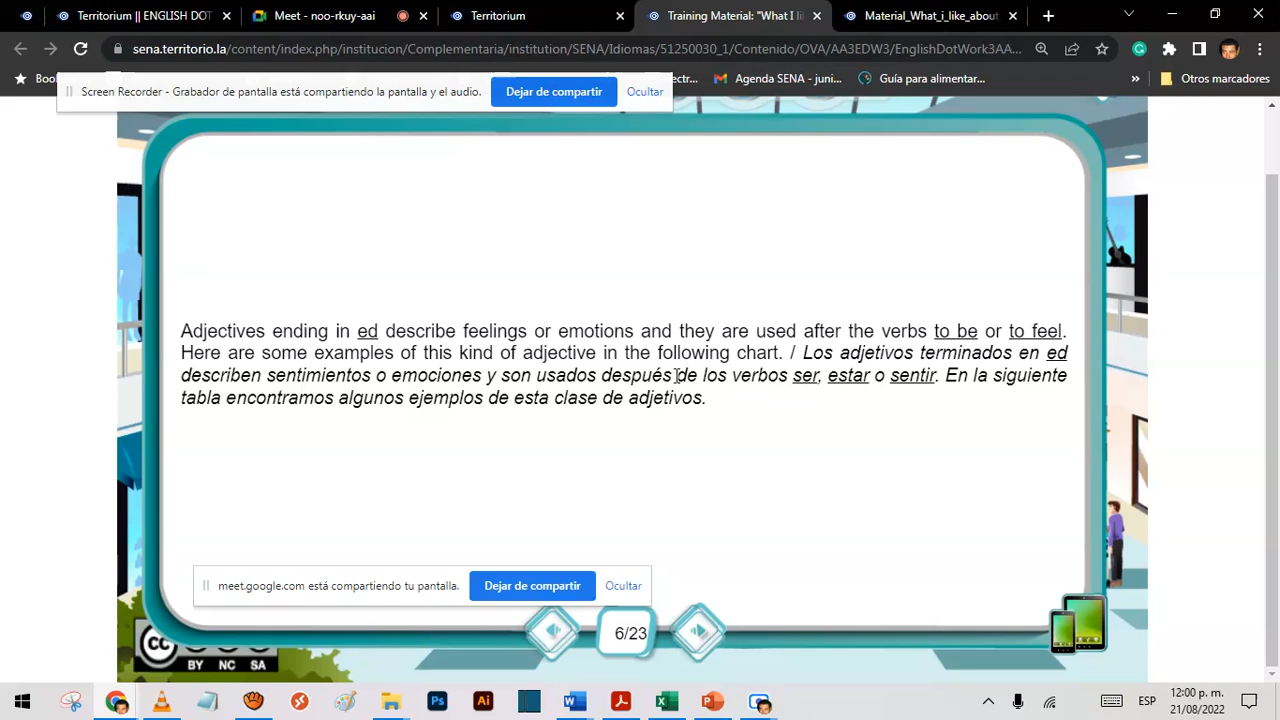 Territorium || ENGLISH DOT
Meet - noo-rkuy-aai
Territorium
Training Material: "What I li
Material_What_i_like_about
sena.territorio.la/content/index.php/institucion/Complementaria/institution/SENA/Idiomas/51250030_1/Contenido/OVA/AA3EDW3/EnglishDotWork3AA...
Bool
ectr...
Agenda SENA - juni...
Guía para alimentar...
»
Otros marcadores
Screen Recorder - Grabador de pantalla está compartiendo la pantalla y el audio.
Dejar de compartir
Ocultar
Adjectives ending in ed describe feelings or emotions and they are used after the verbs to be or to feel.
Here are some examples of this kind of adjective in the following chart. / Los adjetivos terminados en ed
describen sentimientos o emociones y son usados después de los verbos ser, estar o sentir. En la siguiente
tabla encontramos algunos ejemplos de esta clase de adjetivos.
meet.google.com está compartiendo tu pantalla.
Dejar de compartir
Ocultar
6/23
cc
BY NC SA
Ps
Ai
ESP
12:00 p. m.
21/08/2022